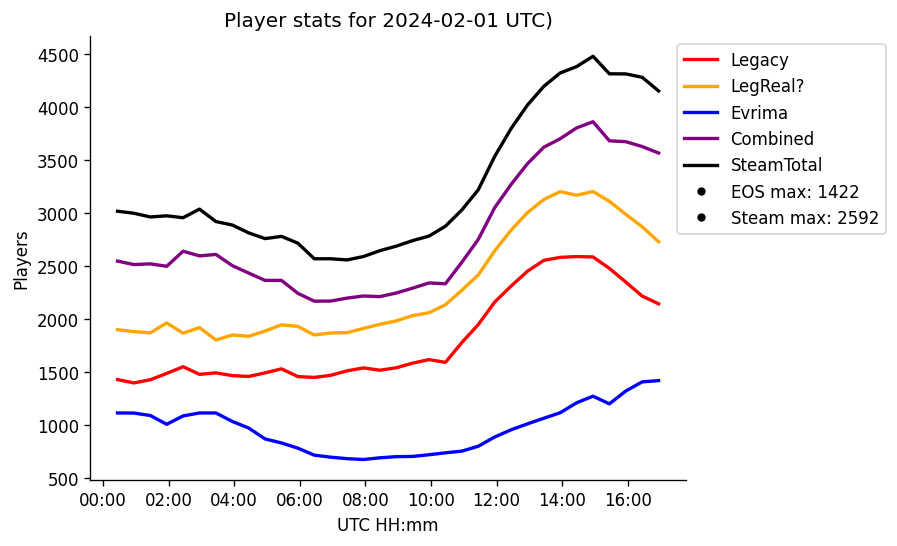 Player stats for 2024-02-01 UTC)
4500
4000
3500
3000
2500
2000
1500
1000
500
Players
00:00 02:00 04:00 06:00 08:00 10:00 12:00 14:00 16:00
UTC HH:mm
Legacy
LegReal?
Evrima
Combined
SteamTotal
EOS max: 1422
Steam max: 2592